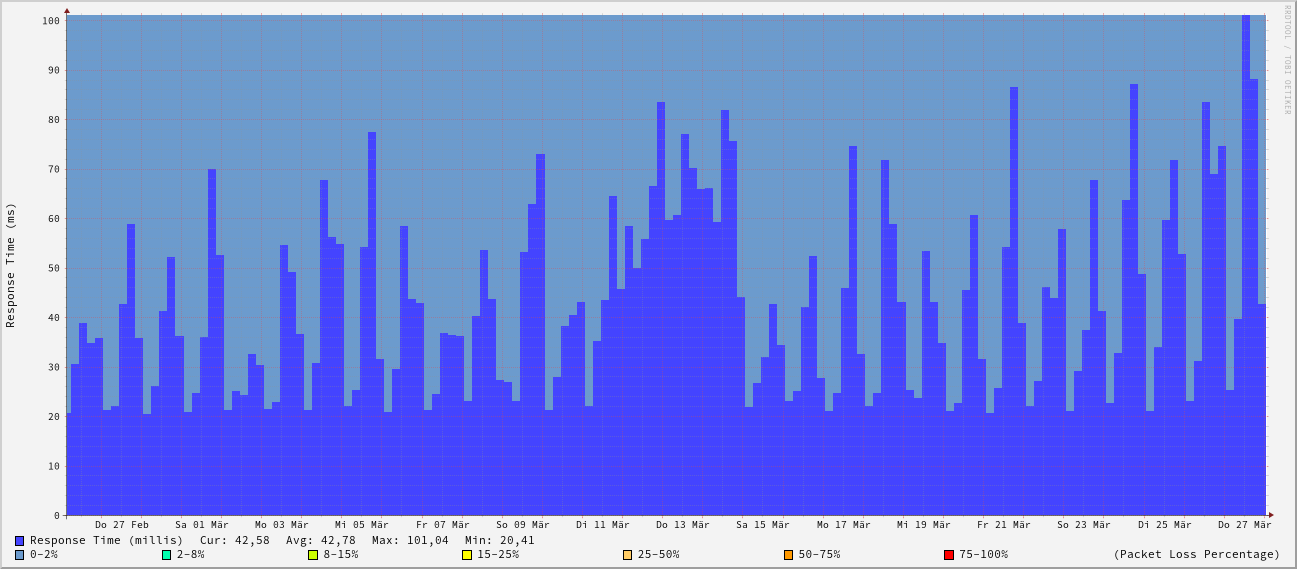 RRDTOOL / TOBI OETIKER
Response Time (ms)
100
90
80
70
60
50
40
30
20
10
0
Do 27 Feb Sa 01 Mär Mo 03 Mär Mi 05 Mär Fr 07 Mär So 09 Mär Di 11 Mär Do 13 Mär Sa 15 Mär Mo 17 Mär Mi 19 Mär Fr 21 Mär So 23 Mär Di 25 Mär Do 27 Mär
Response Time (millis) Cur: 42,58 Avg: 42,78 Max: 101,04 Min: 20,41
0-2% 2-8% 8-15% 15-25% 25-50% 50-75% 75-100% (Packet Loss Percentage)